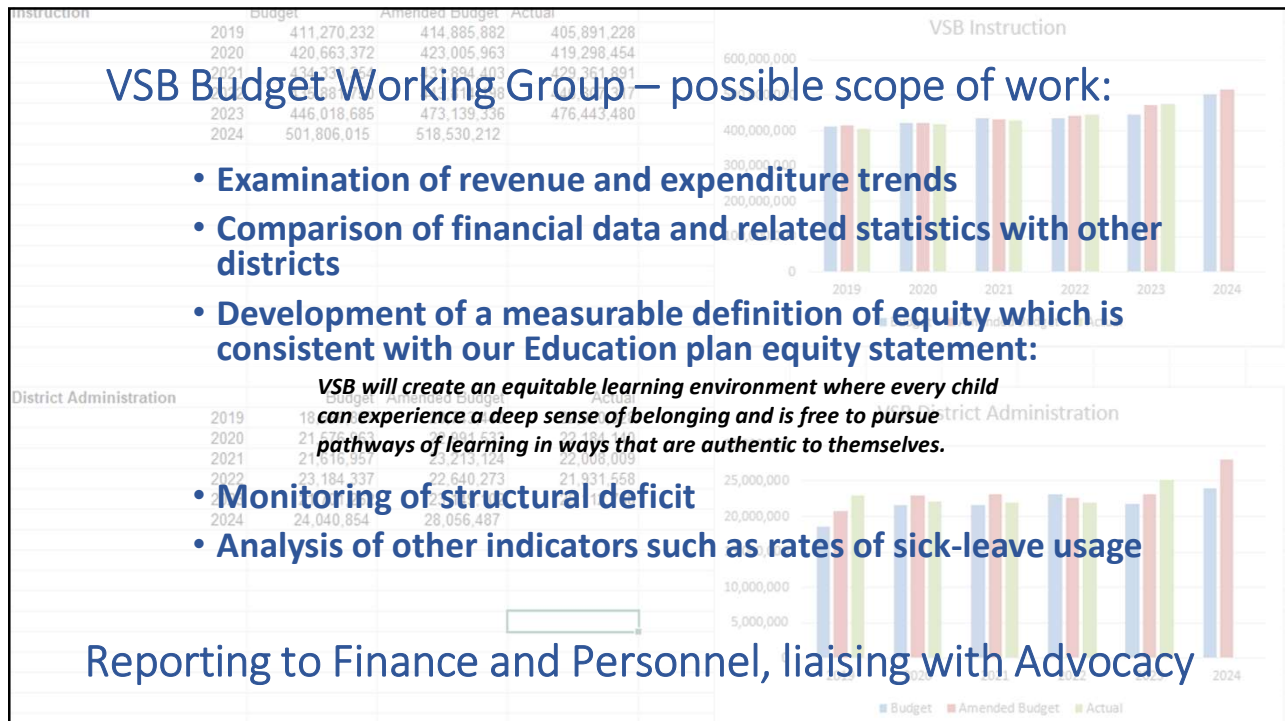 Instruction Budget Amended Budget Actual
2019 411,270,232 414,885,882 405,891,228
2020 420,663,372 423,005,963 419,298,454
VSB Instruction
600,000,000
VSB Budget Working Group – possible scope of work:
2023 446,018,685 473,139,336 476,443,480
2024 501,806,015 518,530,212
400,000,000
300,000,000
• Examination of revenue and expenditure trends
200,000,000
• Comparison of financial data and related statistics with other
districts
0
2019 2020 2021 2022 2023 2024
• Development of a measurable definition of equity which is
consistent with our Education plan equity statement:
VSB will create an equitable learning environment where every child
District Administration Budget Amended Budget Actual
VSB District Administration
can experience a deep sense of belonging and is free to pursue
pathways of learning in ways that are authentic to themselves.
2019
2020
2021 21,616,957 23,213,124 22,008,009
2022 23,184,337 22,640,273 21,931,558
25,000,000
• Monitoring of structural deficit
2024 24,040,854 28,056,487
20,000,000
• Analysis of other indicators such as rates of sick-leave usage
10,000,000
5,000,000
Reporting to Finance and Personnel, liaising with Advocacy
2019 2020 2021 2022 2023 2024
Budget Amended Budget Actual